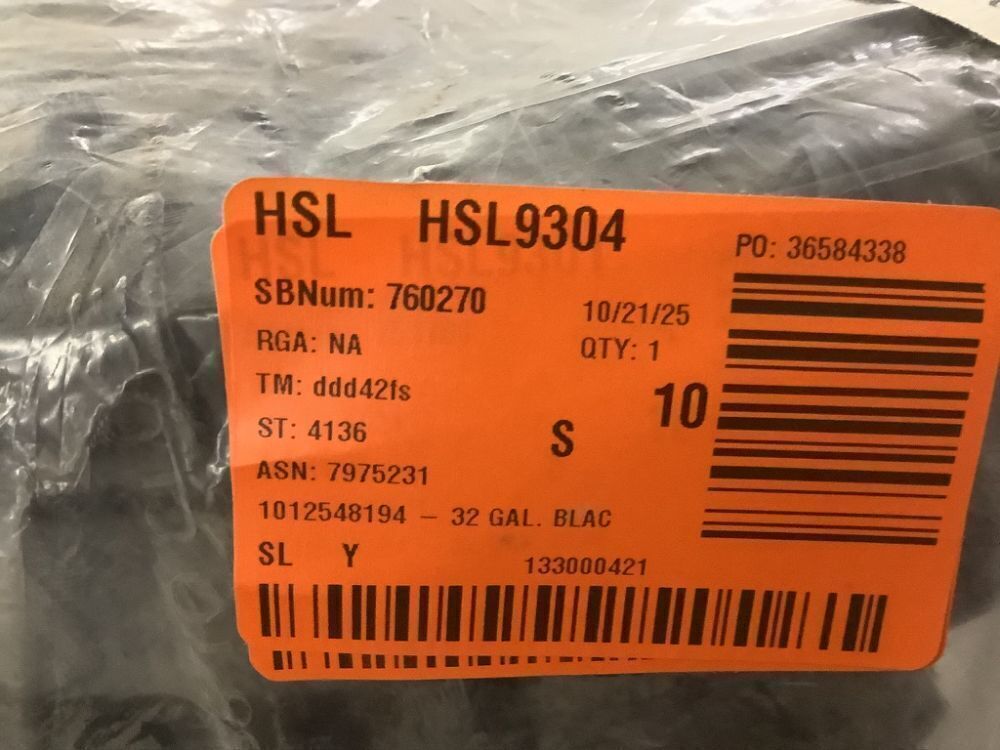 HSL HSL9304
PO: 36584338
SBNum: 760270
10/21/25
RGA: NA
QTY: 1
TM: ddd42fs
10
ST: 4136
S
ASN: 7975231
1012548194 – 32 GAL. BLAC
SL Y
133000421